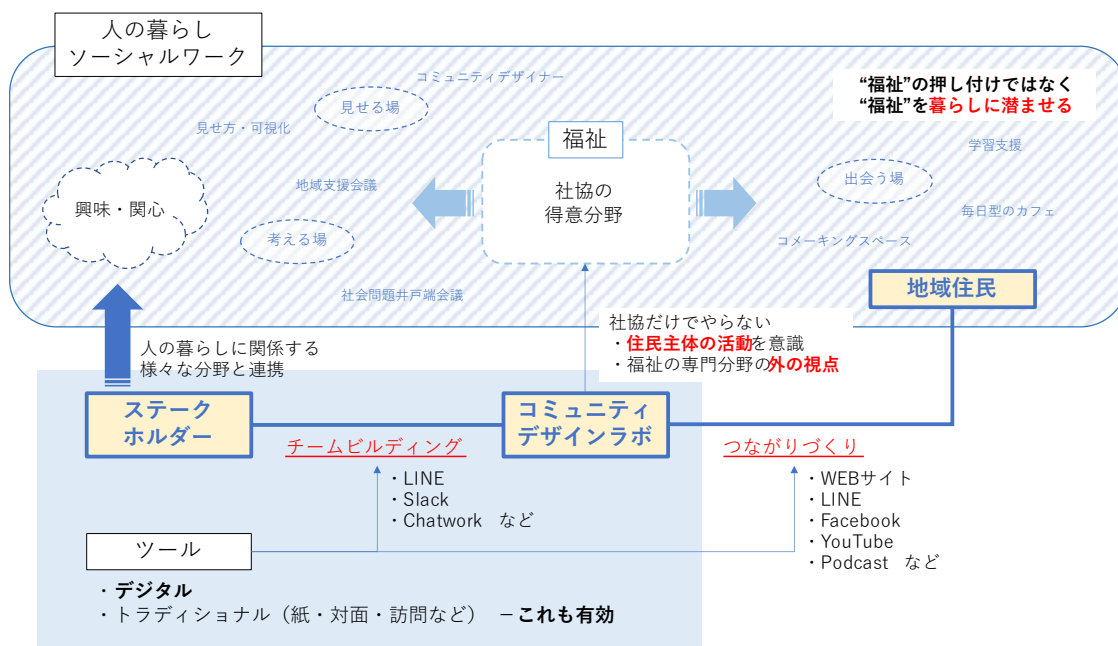 人の暮らし
ソーシャルワーク
コミュニティデザイナー
見せる場
見せ方・可視化
興味・関心
地域支援会議
考える場
社会問題井戸端会議
福祉
社協の
得意分野
“福祉”の押し付けではなく
“福祉”を暮らしに潜ませる
学習支援
出会う場
毎日型のカフェ
コメーキングスペース
地域住民
人の暮らしに関係する
様々な分野と連携
社協だけでやらない
・住民主体の活動を意識
・福祉の専門分野の外の視点
ステーク
ホルダー
コミュニティ
デザインラボ
チームビルディング
・LINE
・Slack
・Chatwork など
つながりづくり
・WEBサイト
・LINE
・Facebook
・YouTube
・Podcast など
ツール
・デジタル
・トラディショナル（紙・対面・訪問など） －これも有効